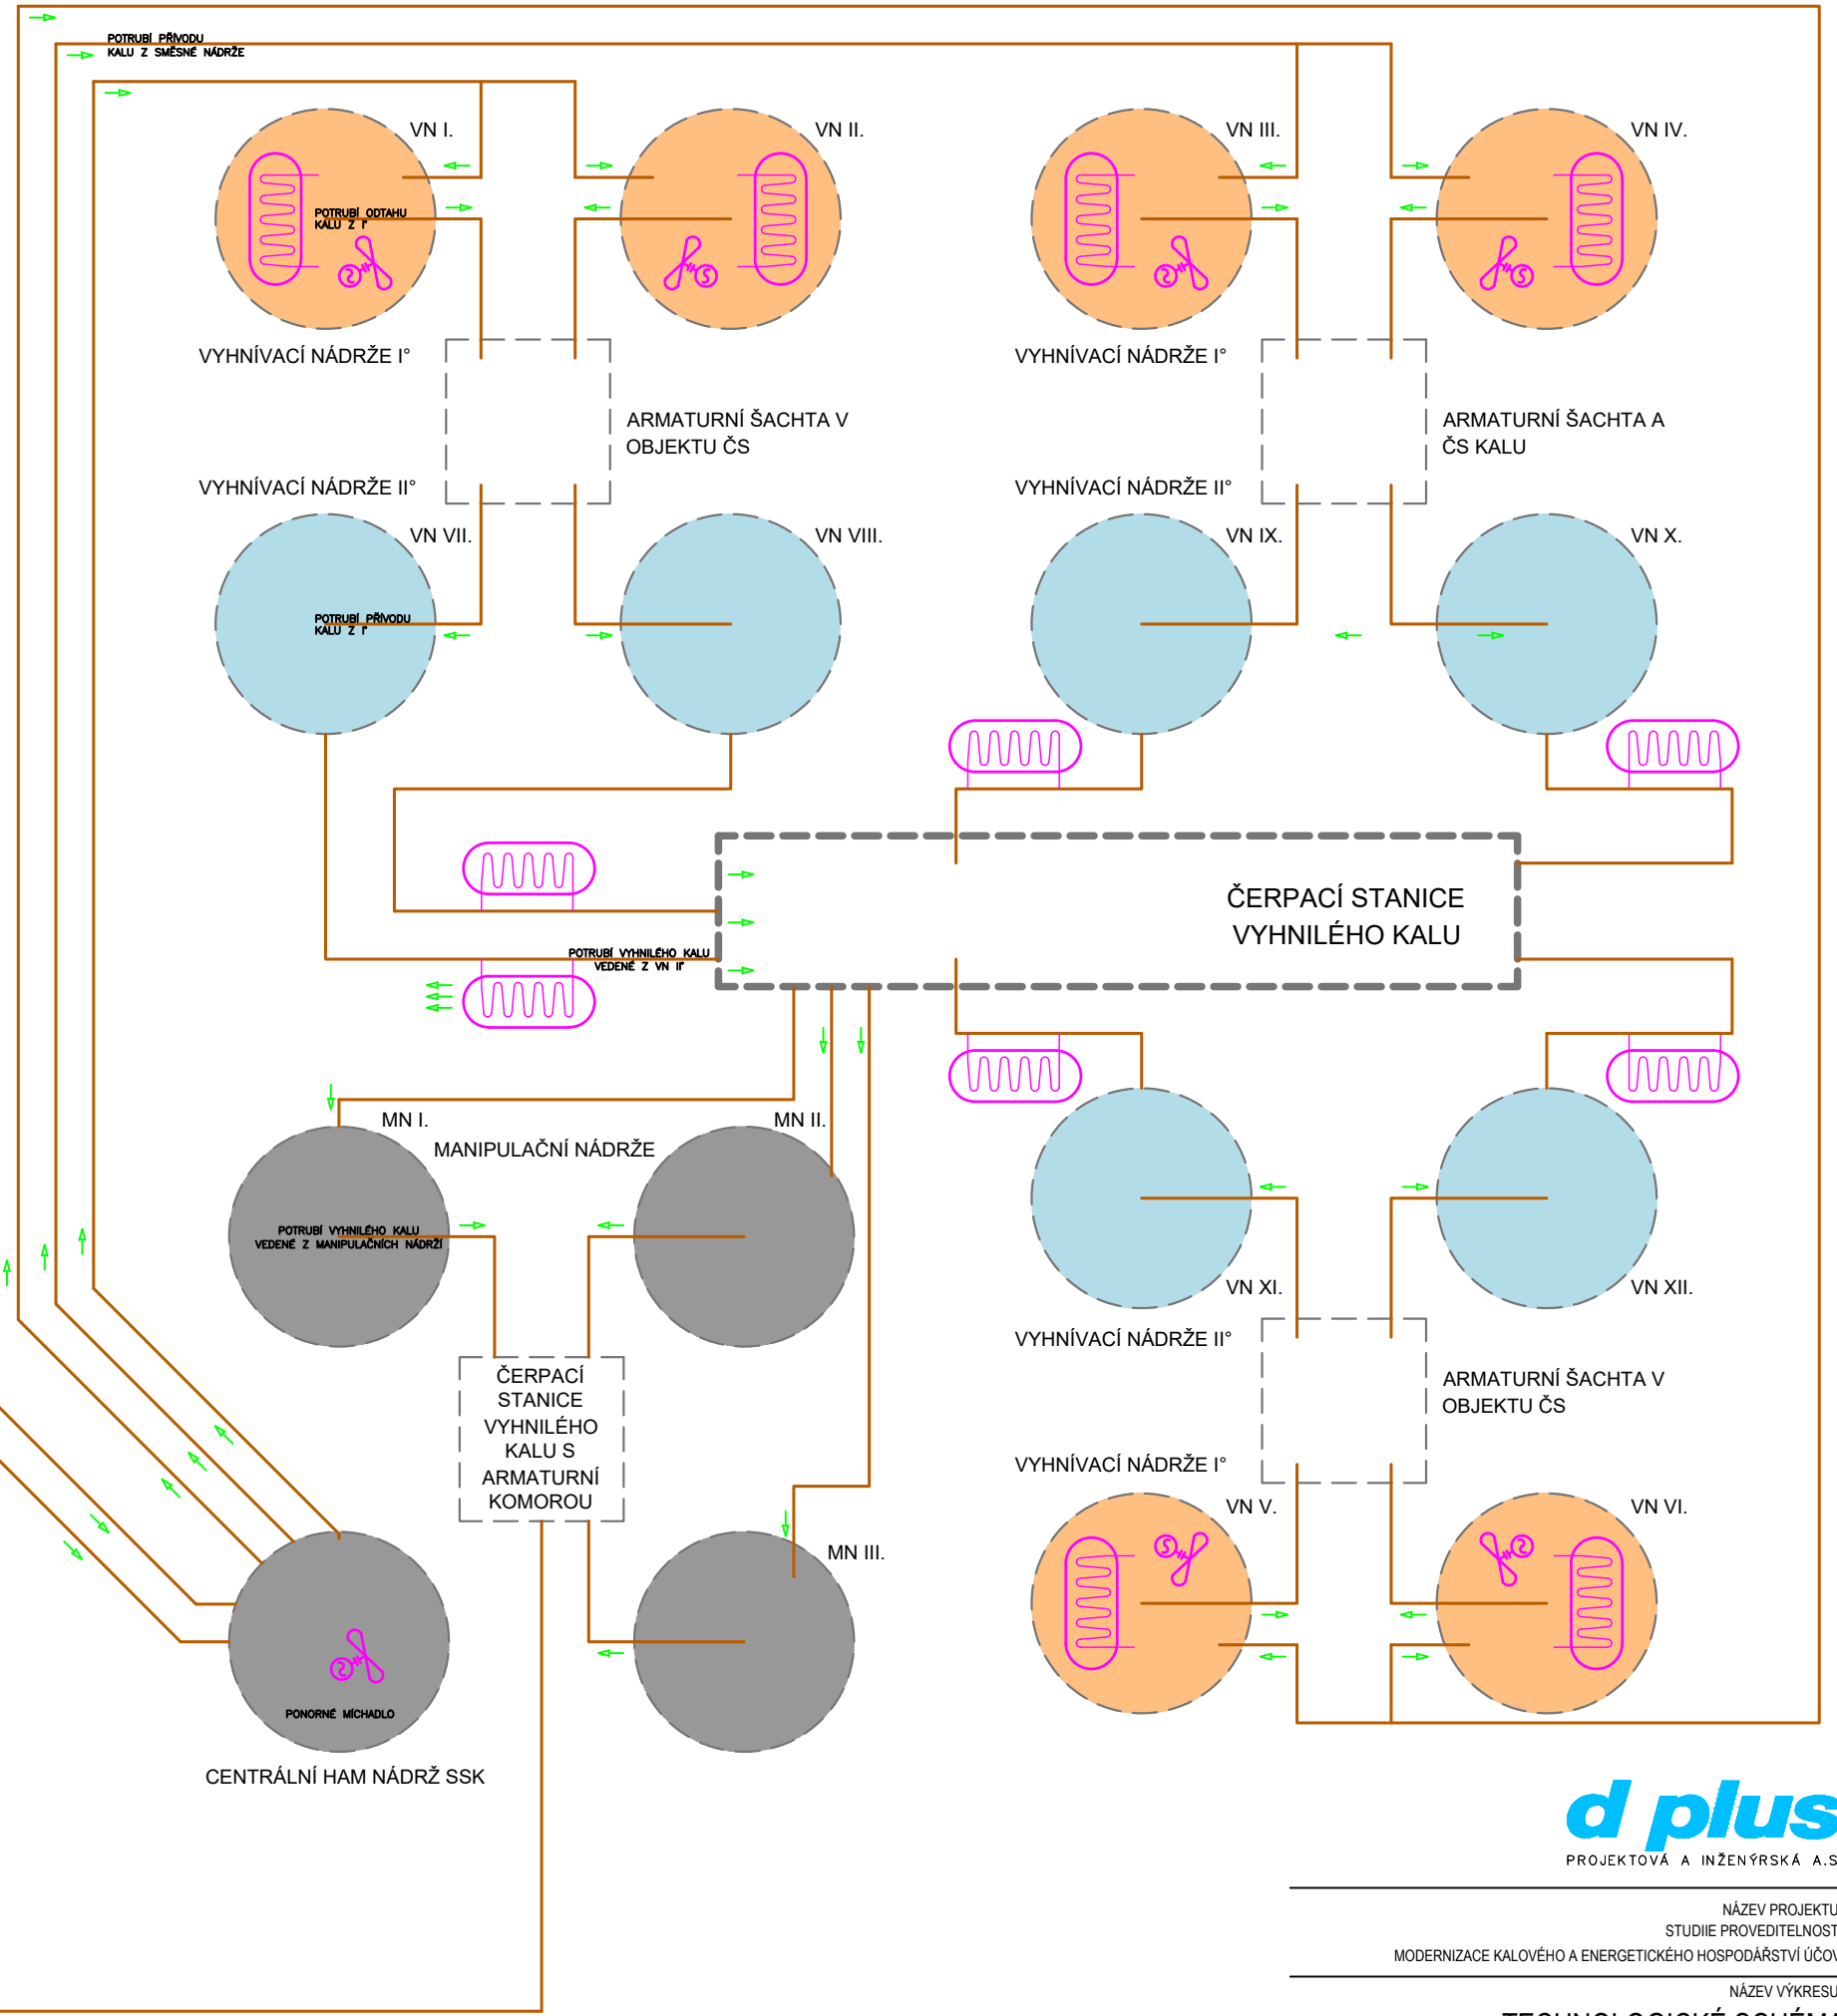 POTRUBÍ PŘÍVODU
KALU Z SMĚSNÉ NÁDRŽE
VN I.
VN II.
VN III.
VN IV.
POTRUBÍ ODTAHU
KALU Z I°
VYHNÍVACÍ NÁDRŽE I°
VYHNÍVACÍ NÁDRŽE I°
ARMATURNÍ ŠACHTA V
OBJEKTU ČS
ARMATURNÍ ŠACHTA A
ČS KALU
VYHNÍVACÍ NÁDRŽE II°
VYHNÍVACÍ NÁDRŽE II°
VN VII.
VN VIII.
VN IX.
VN X.
POTRUBÍ PŘÍVODU
KALU Z I°
ČERPACÍ STANICE
VYHNILÉHO KALU
POTRUBÍ VYHNILÉHO KALU
VEDENÉ Z VN II°
MN I.
MN II.
MANIPULAČNÍ NÁDRŽE
POTRUBÍ VYHNILÉHO KALU
VEDENÉ Z MANIPULAČNÍCH NÁDRŽÍ
VN XI.
VN XII.
VYHNÍVACÍ NÁDRŽE II°
ČERPACÍ
STANICE
VYHNILÉHO
KALU S
ARMATURNÍ
KOMOROU
ARMATURNÍ ŠACHTA V
OBJEKTU ČS
VYHNÍVACÍ NÁDRŽE I°
VN V.
VN VI.
MN III.
PONORNÉ MÍCHADLO
CENTRÁLNÍ HAM NÁDRŽ SSK
d plus
PROJEKTOVÁ A INŽENÝRSKÁ A.S
NÁZEV PROJEKTU
STUDIIE PROVEDITELNOST
MODERNIZACE KALOVÉHO A ENERGETICKÉHO HOSPODÁŘSTVÍ ÚČOV
NÁZEV VÝKRESU
TECHNOLOGICKÉ SCHÉMA